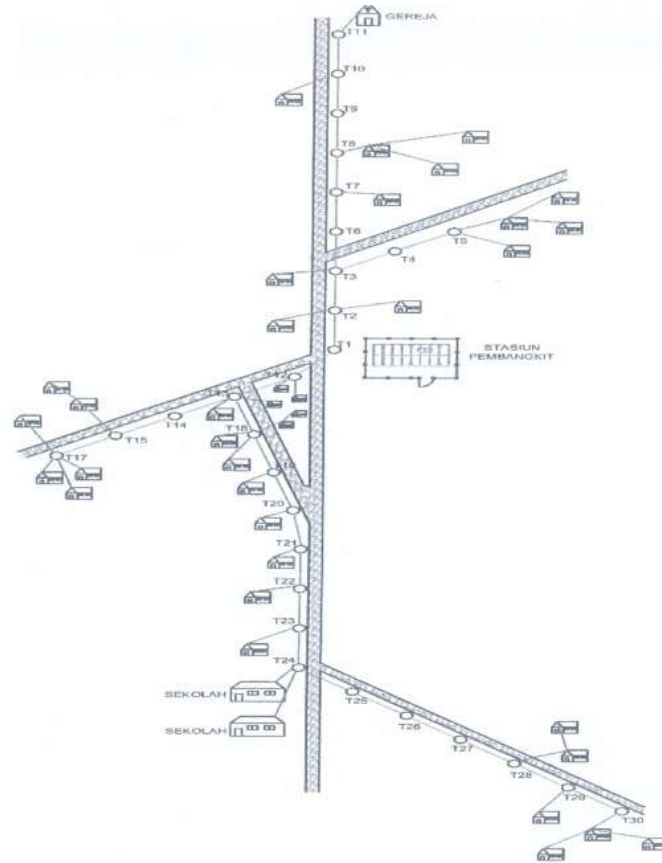 GEREJA
T11
T10
T9
T8
T7
T6
T5
T4
T3
T2
T1
STASIUN
PEMBANGKIT
T14
T15
T17
T18
T20
T21
T22
T23
T24
SEKOLAH
SEKOLAH
T25
T26
T27
T28
T29
T30